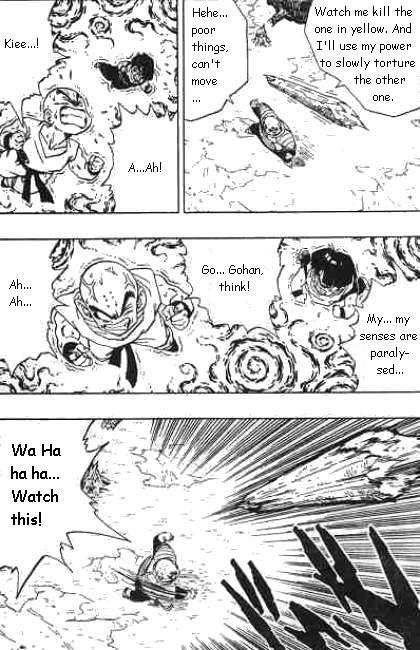 Watch me kill the
one in yellow. And
I'll use my power
to slowly torture
the other
one.
Hehe...
poor
things,
can't
move
...
A...Ah!
Kiee...!
My... my
senses are
paraly-
sed...
Go... Gohan,
think!
Ah...
Ah...
Wa Ha
ha ha...
Watch
this!